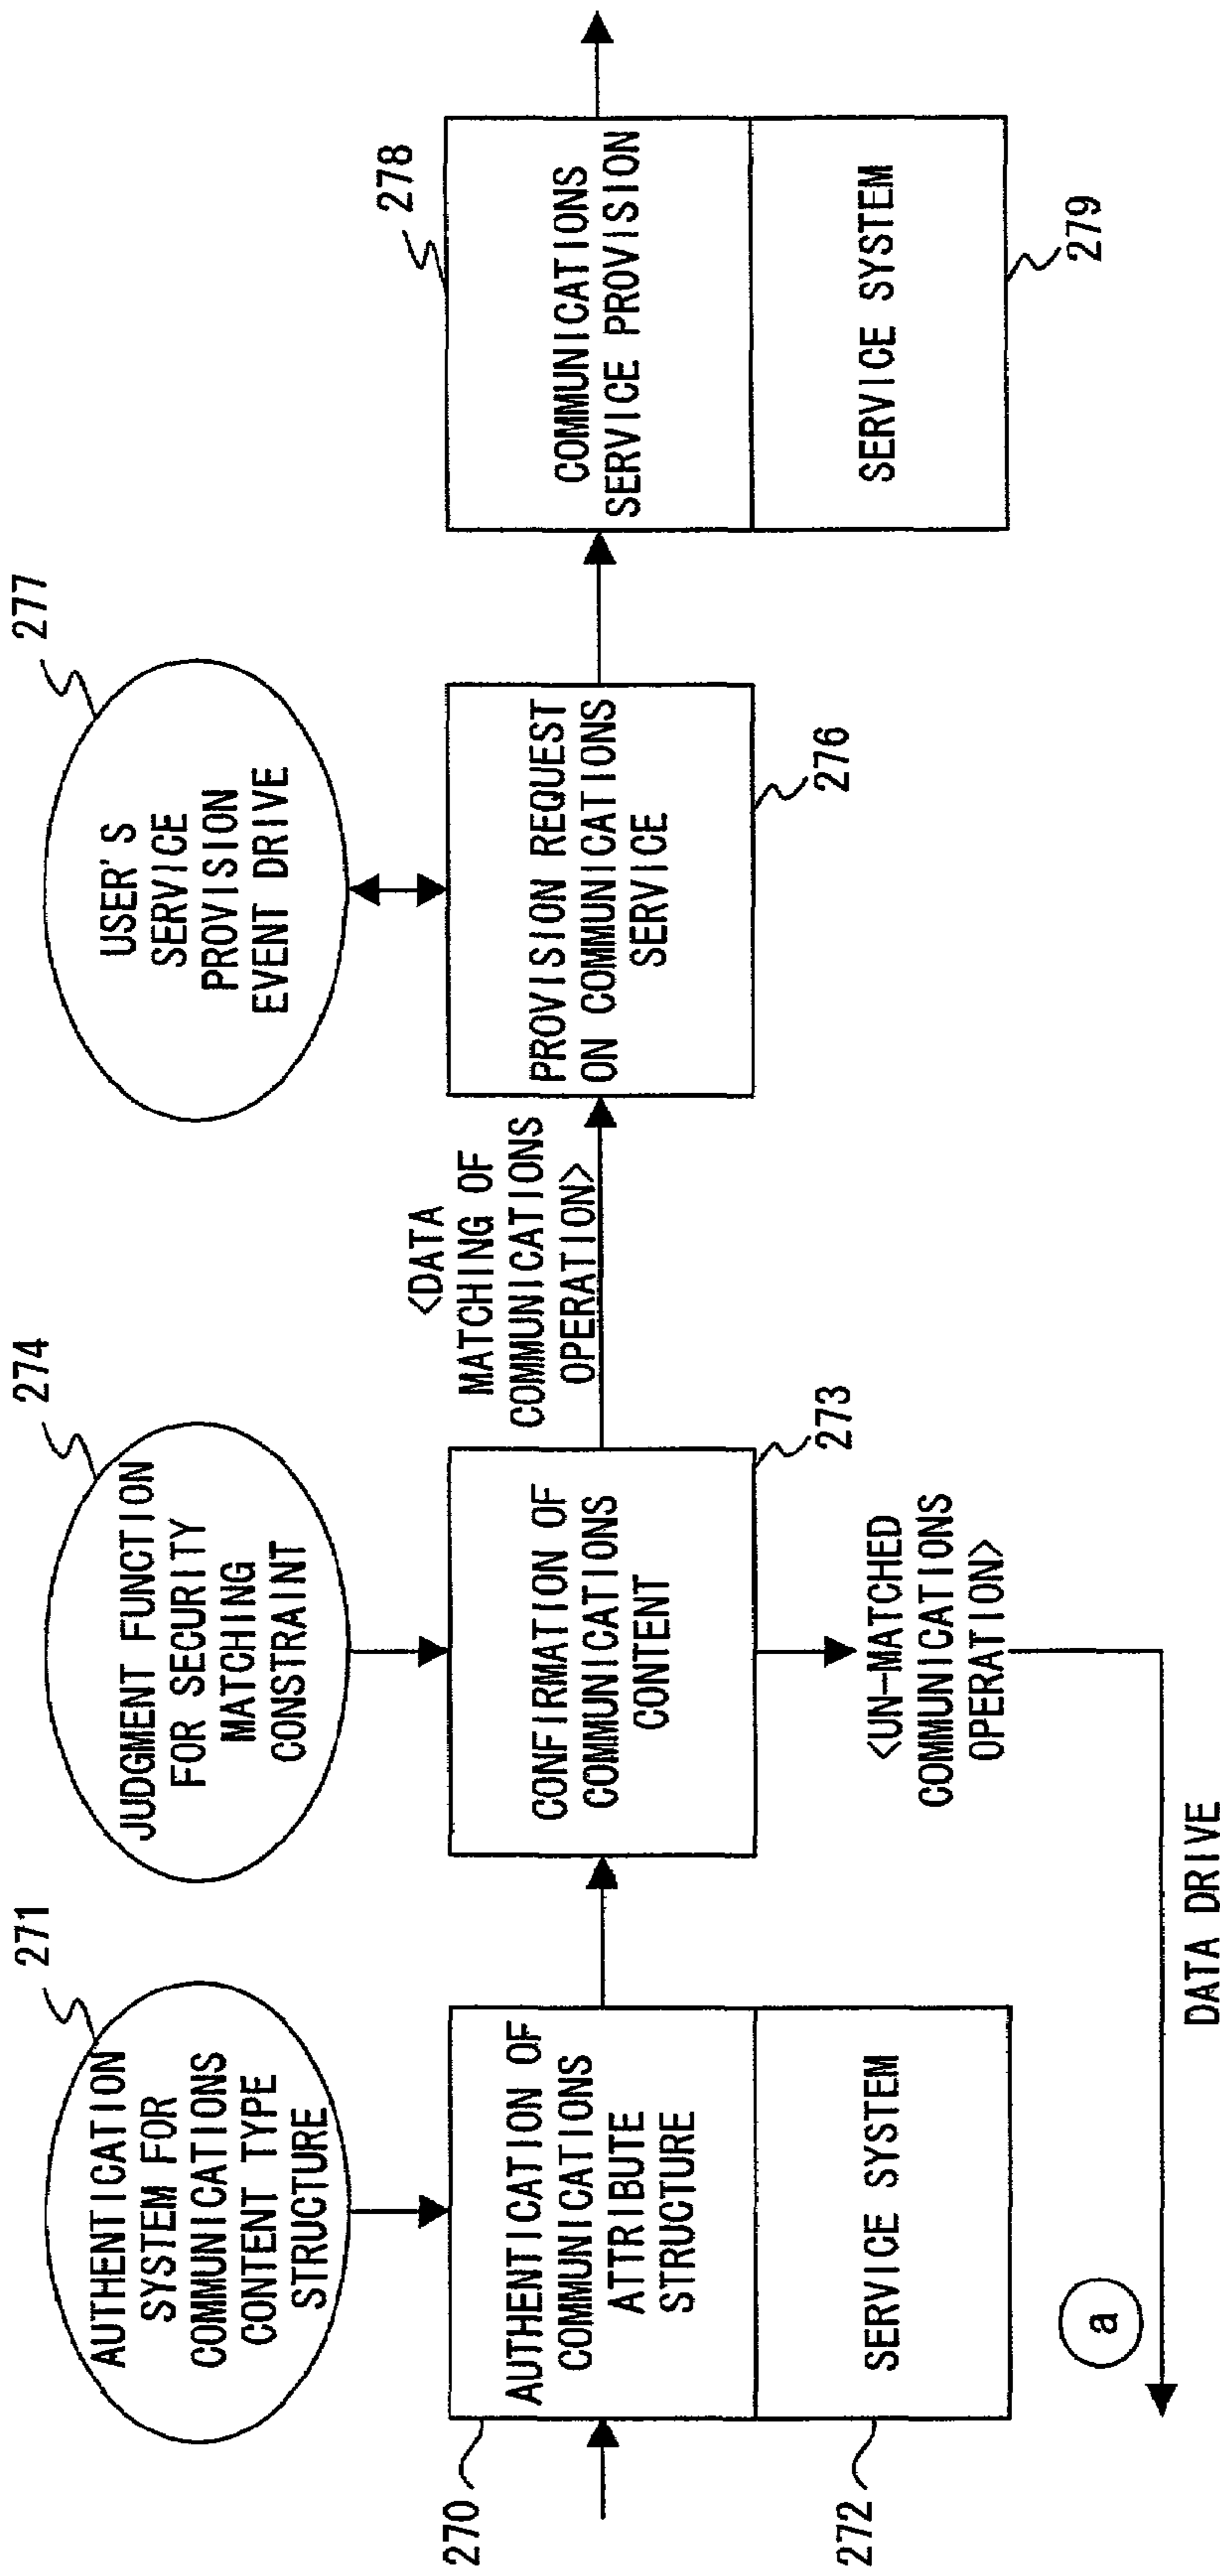 271
AUTHENTICATION
SYSTEM FOR
COMMUNICATIONS
CONTENT TYPE
STRUCTURE
274
JUDGMENT FUNCTION
FOR SECURITY
MATCHING
CONSTRAINT
277
USER'S
SERVICE
PROVISION
EVENT DRIVE
270
AUTHENTICATION OF
COMMUNICATIONS
ATTRIBUTE
STRUCTURE
272
SERVICE SYSTEM
CONFIRMATION OF
COMMUNICATIONS
CONTENT
273
<DATA
MATCHING OF
COMMUNICATIONS
OPERATION>
PROVISION REQUEST
ON COMMUNICATIONS
SERVICE
276
278
COMMUNICATIONS
SERVICE PROVISION
SERVICE SYSTEM
279
<UN-MATCHED
COMMUNICATIONS
OPERATION>
a
DATA DRIVE